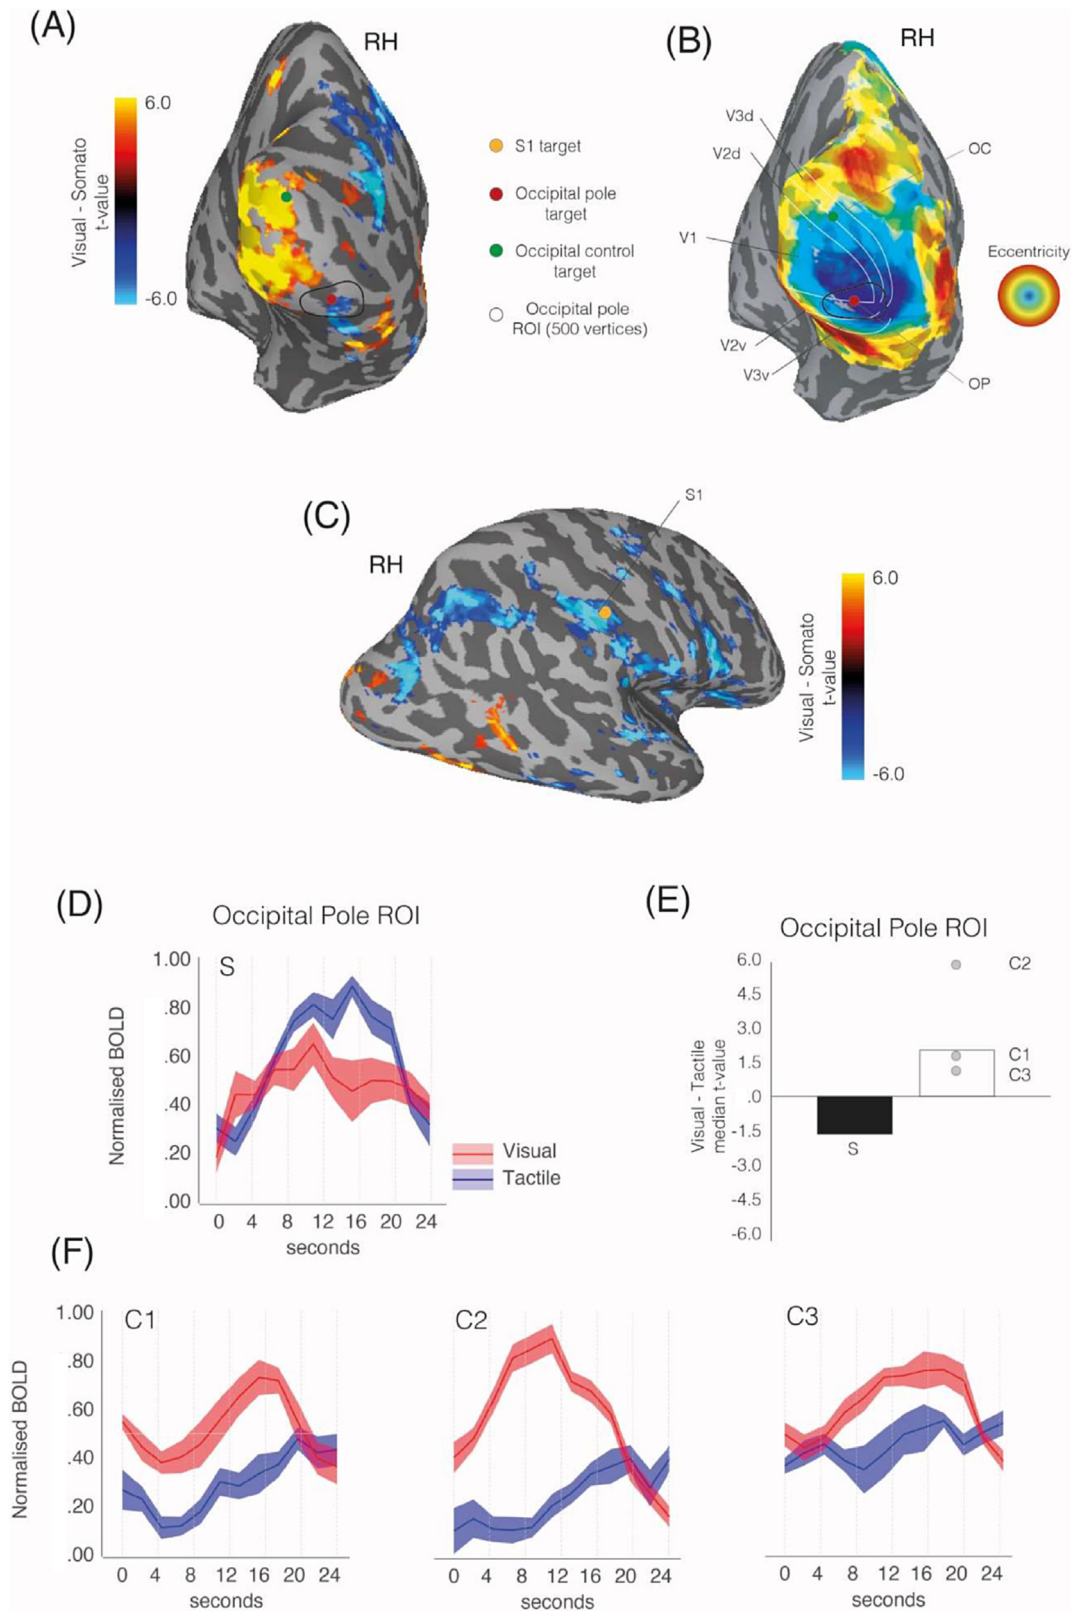 (A)
RH
6.0
Visual - Somato
t-value
-6.0
S1 target
Occipital pole
target
Occipital control
target
Occipital pole
ROI (500 vertices)
(B)
RH
V3d
V2d
V1
V2v
V3v
OC
OP
Eccentricity
(C)
RH
S1
6.0
Visual - Somato
t-value
-6.0
(D)
Occipital Pole ROI
S
Normalised BOLD
1.00
.80
.60
.40
.20
.00
0 4 8 12 16 20 24
seconds
Visual
Tactile
(E)
Occipital Pole ROI
Visual - Tactile
median t-value
6.0
4.5
3.0
1.5
.0
-1.5
-3.0
-4.5
-6.0
S
C2
C1
C3
(F)
Normalised BOLD
1.00
.80
.60
.40
.20
.00
C1
0 4 8 12 16 20 24
seconds
C2
0 4 8 12 16 20 24
seconds
C3
0 4 8 12 16 20 24
seconds